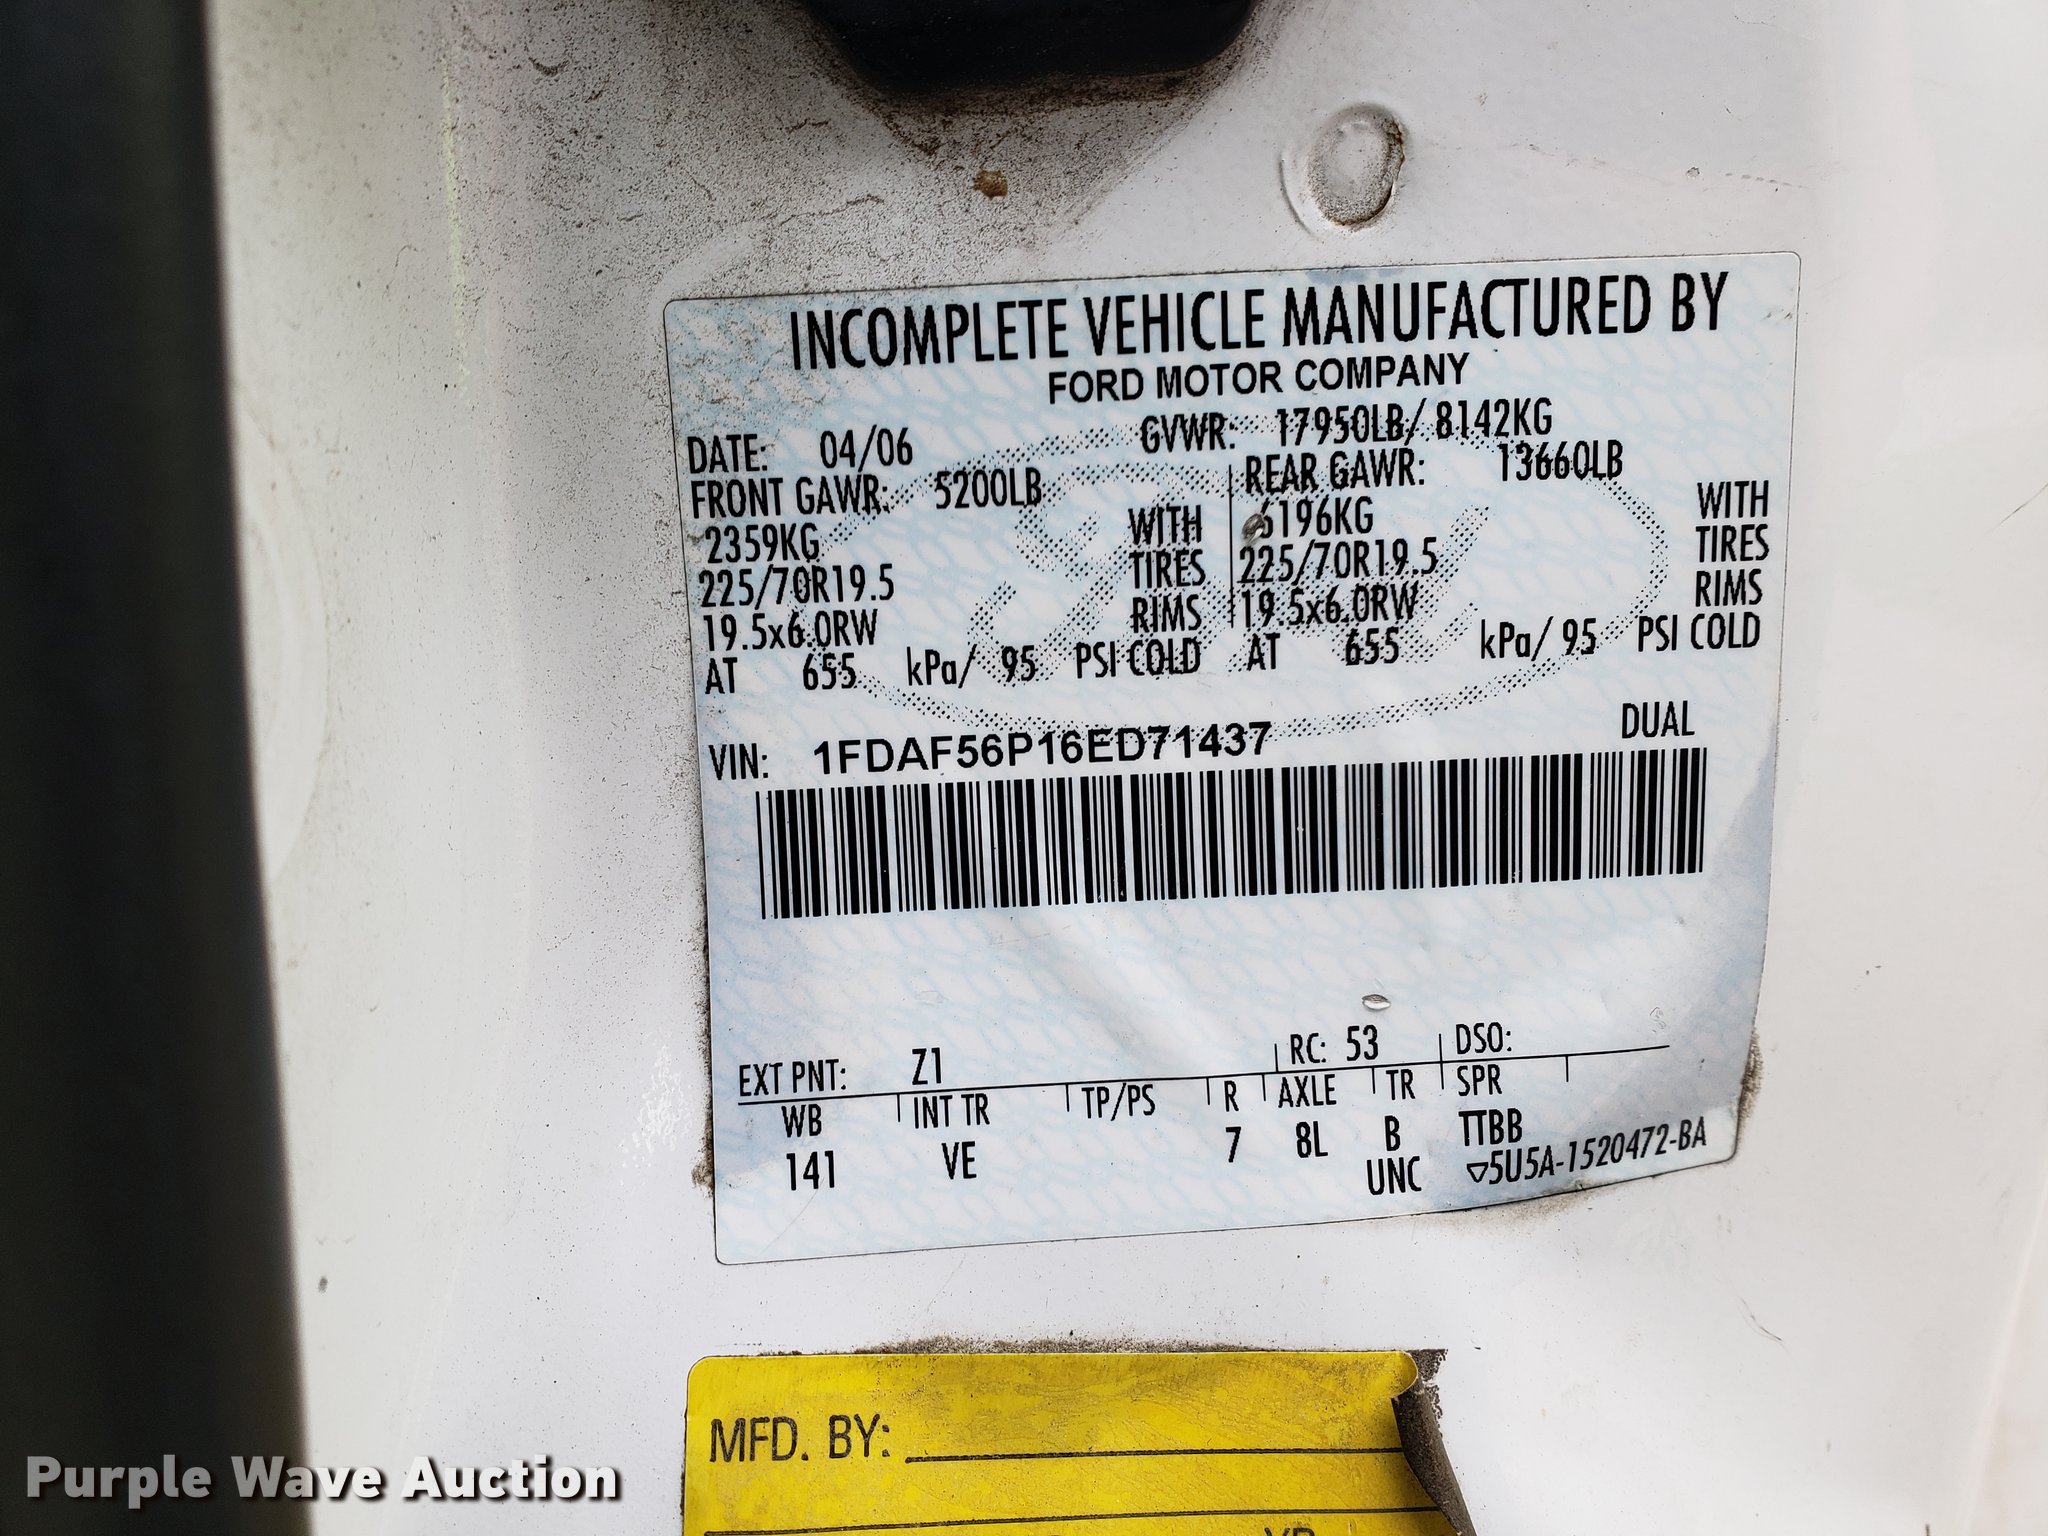 INCOMPLETE VEHICLE MANUFACTURED BY
FORD MOTOR COMPANY
DATE: 04/06 GVWR: 17950LB/ 8142KG
FRONT GAWR: 5200LB REAR GAWR: 13660LB
2359KG WITH 6196KG WITH
225/70R19.5 TIRES 225/70R19.5 TIRES
19.5x6.0RW RIMS 19.5x6.0RW RIMS
AT 655 kPa/ 95 PSI COLD AT 655 kPa/ 95 PSI COLD
VIN: 1FDAF56P16ED71437 DUAL
EXT PNT: Z1 RC: 53 DSO:
WB INT TR TP/PS R AXLE TR SPR
141 VE 7 8L B TTBB
UNC ▽5U5A-1520472-BA
MFD. BY:
Purple Wave Auction